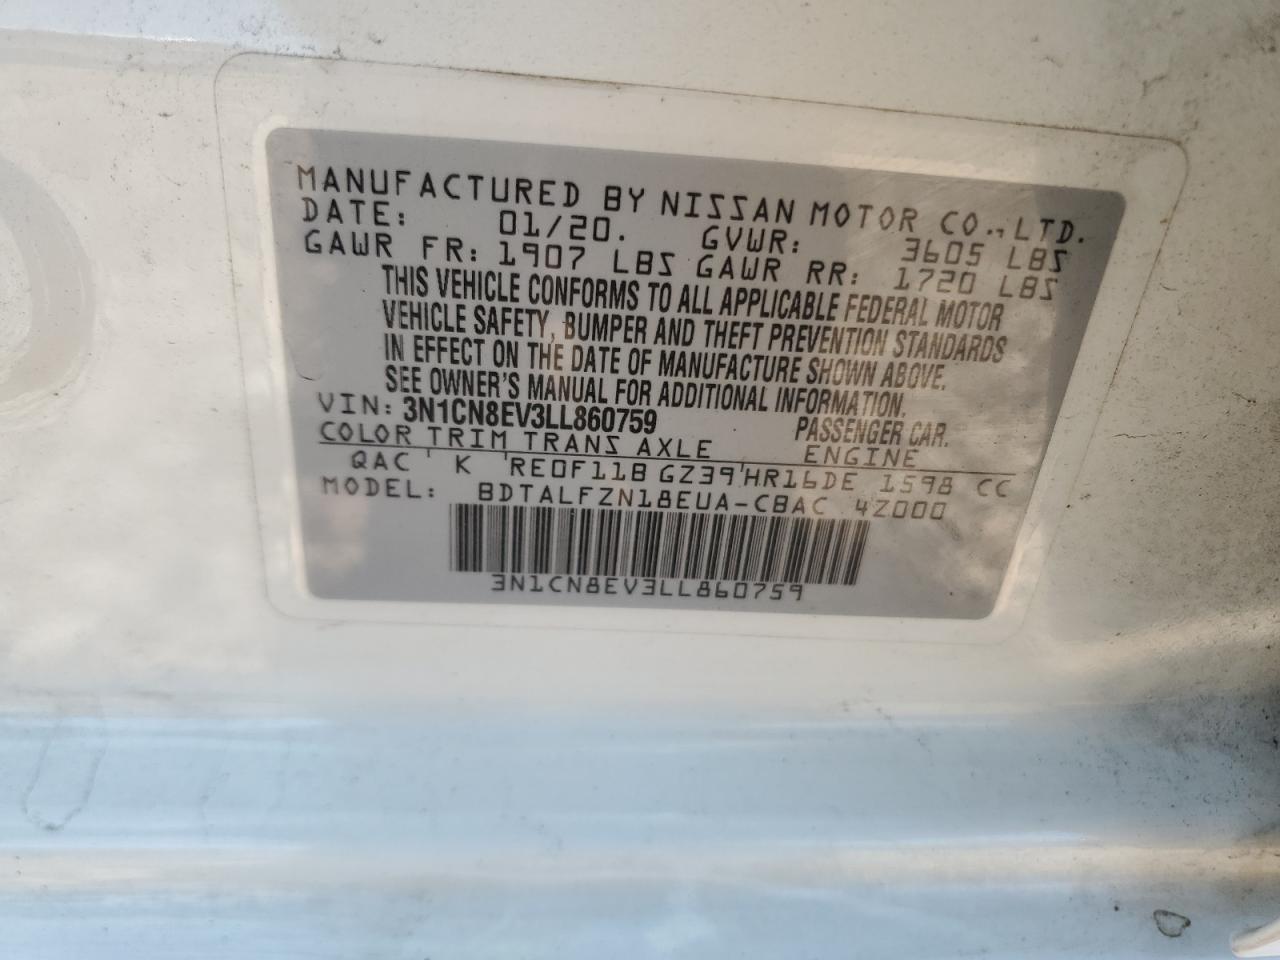 MANUFACTURED BY NISSAN MOTOR CO., LTD.
DATE: 01/20. GVWR: 3605 LBS
GAWR FR: 1907 LBS GAWR RR: 1720 LBS
THIS VEHICLE CONFORMS TO ALL APPLICABLE FEDERAL MOTOR
VEHICLE SAFETY, BUMPER AND THEFT PREVENTION STANDARDS
IN EFFECT ON THE DATE OF MANUFACTURE SHOWN ABOVE.
SEE OWNER'S MANUAL FOR ADDITIONAL INFORMATION.
VIN: 3N1CN8EV3LL860759 PASSENGER CAR.
COLOR TRIM TRANS AXLE ENGINE
QAC ' K 'RE0F11B GZ39'HR16DE 1598 CC
MODEL: BDTALFZN18EUA-CBAC 4Z000
3N1CN8EV3LL860759